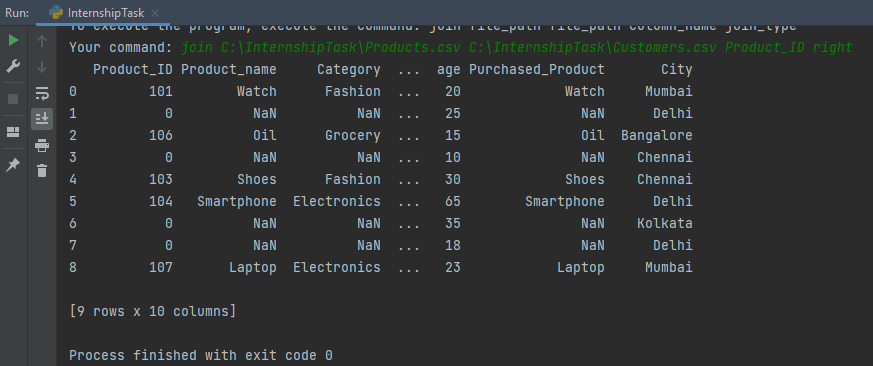 Run: InternshipTask
To execute the program, execute the command: join file_path file_path column_name join_type
Your command: join C:\InternshipTask\Products.csv C:\InternshipTask\Customers.csv Product_ID right
Product_ID Product_name Category ... age Purchased_Product City
0 101 Watch Fashion ... 20 Watch Mumbai
1 0 NaN NaN ... 25 NaN Delhi
2 106 Oil Grocery ... 15 Oil Bangalore
3 0 NaN NaN ... 10 NaN Chennai
4 103 Shoes Fashion ... 30 Shoes Chennai
5 104 Smartphone Electronics ... 65 Smartphone Delhi
6 0 NaN NaN ... 35 NaN Kolkata
7 0 NaN NaN ... 18 NaN Delhi
8 107 Laptop Electronics ... 23 Laptop Mumbai
[9 rows x 10 columns]
Process finished with exit code 0